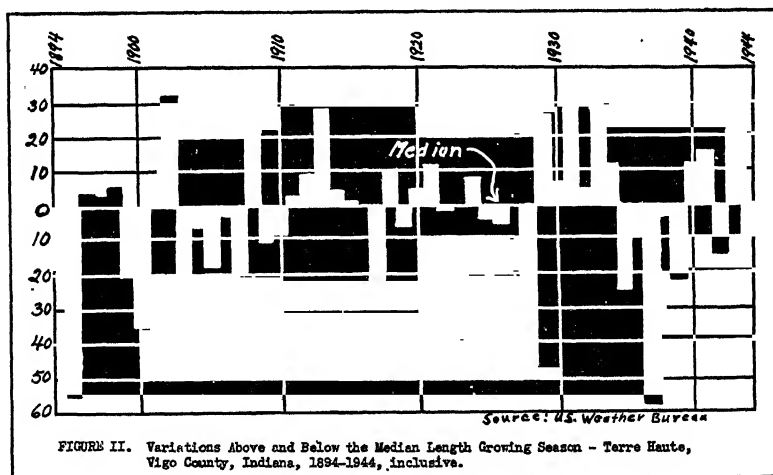 1894 1900 1910 1920 1930 1940 1944
40
30
20
10
Median
0
10
20
30
40
50
60
Source: U.S. Weather Bureau
FIGURE II. Variations Above and Below the Median Length Growing Season - Terre Haute,
Vigo County, Indiana, 1894-1944, inclusive.